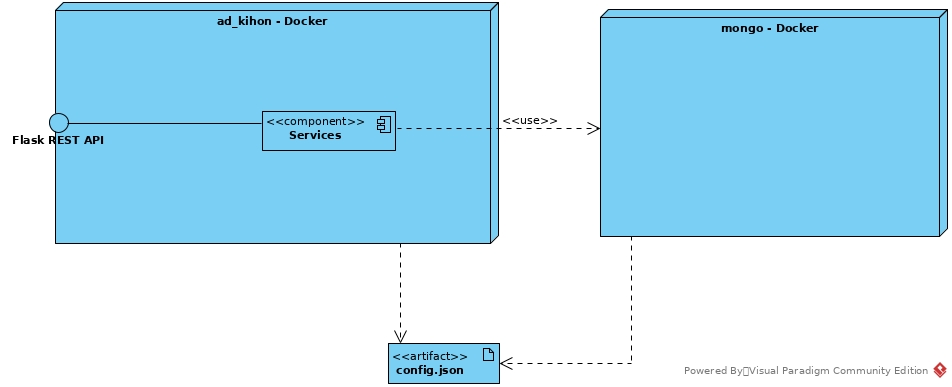 ad_kihon - Docker
mongo - Docker
<<component>>
Services
<<use>>
Flask REST API
<<artifact>>
config.json
Powered By Visual Paradigm Community Edition